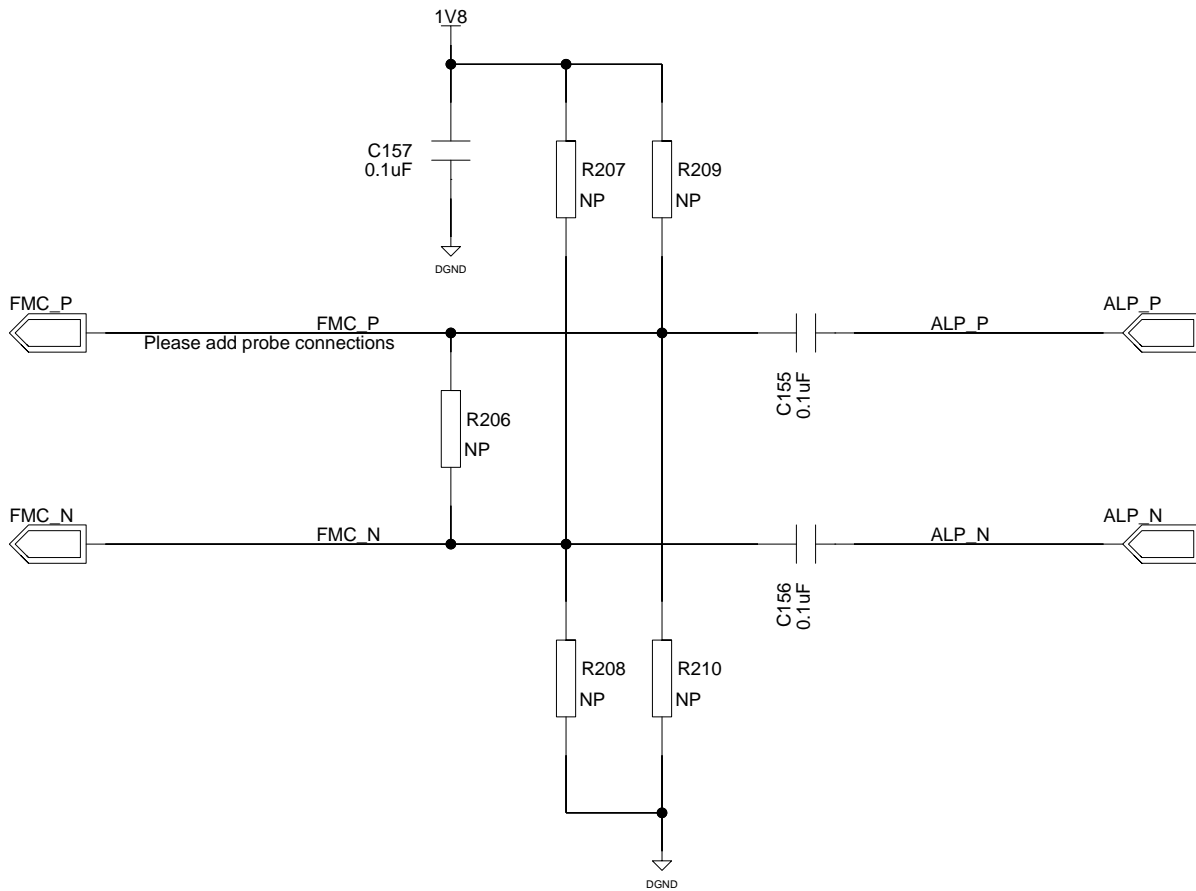 1V8
C157
0.1uF
R207
NP
R209
NP
DGND
FMC_P
FMC_P
Please add probe connections
ALP_P
ALP_P
C155
0.1uF
R206
NP
FMC_N
FMC_N
ALP_N
ALP_N
C156
0.1uF
R208
NP
R210
NP
DGND